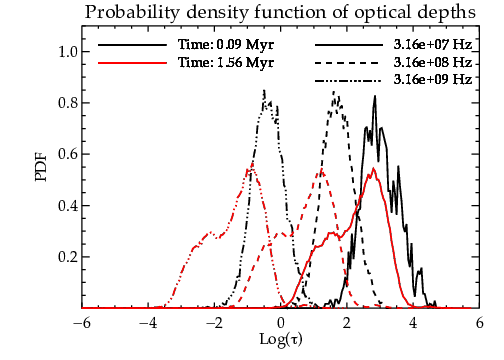 Probability density function of optical depths
1.0
Time: 0.09 Myr
3.16e+07 Hz
Time: 1.56 Myr
3.16e+08 Hz
3.16e+09 Hz
0.8
0.6
PDF
0.4
0.2
−6 −4 −2 0 2 4 6
Log(τ)